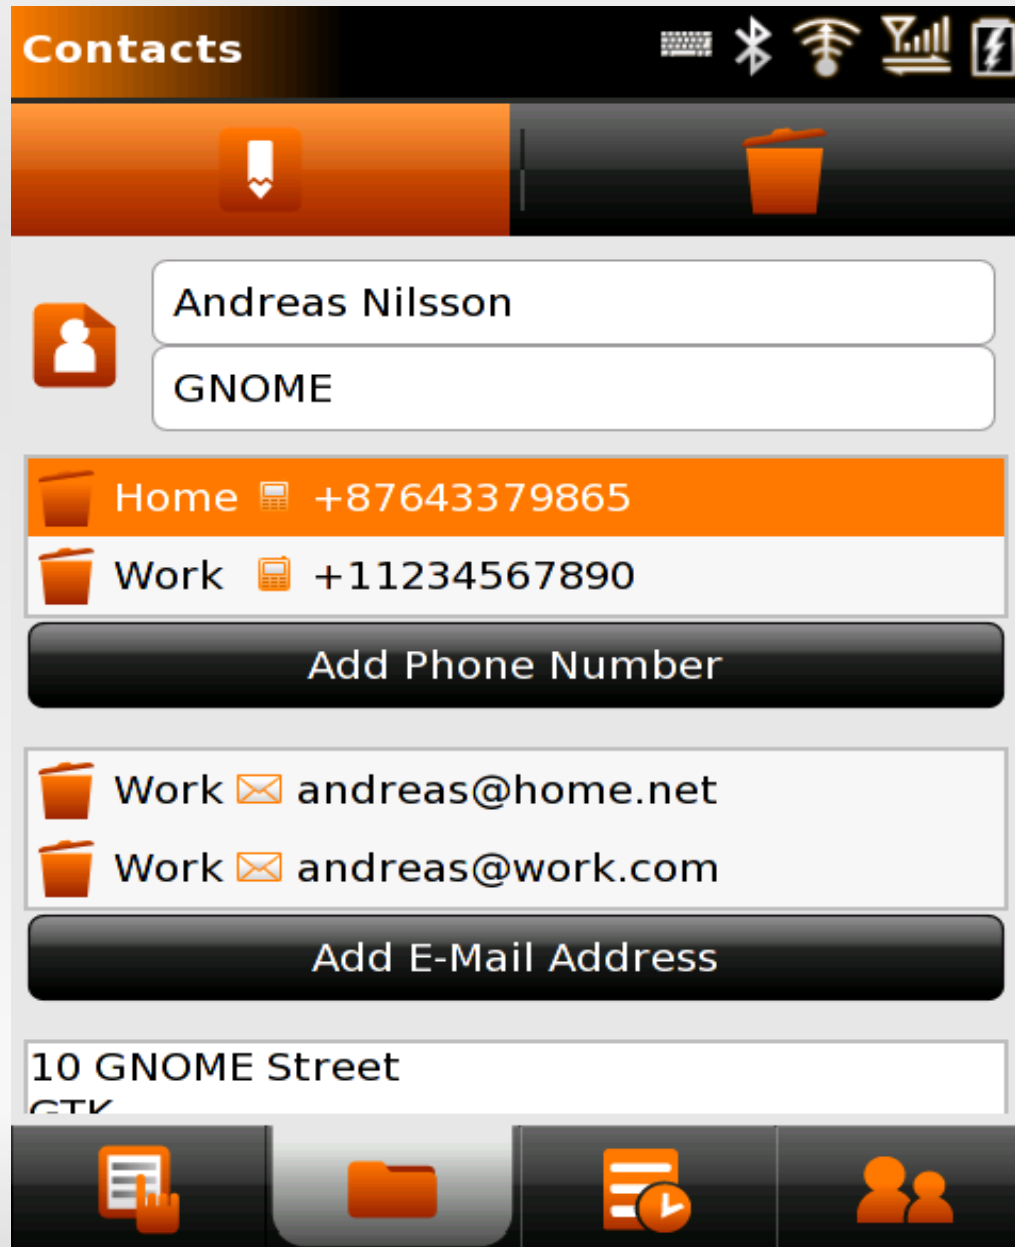 Contacts
Andreas Nilsson
GNOME
Home +87643379865
Work +11234567890
Add Phone Number
Work andreas@home.net
Work andreas@work.com
Add E-Mail Address
10 GNOME Street
GTK